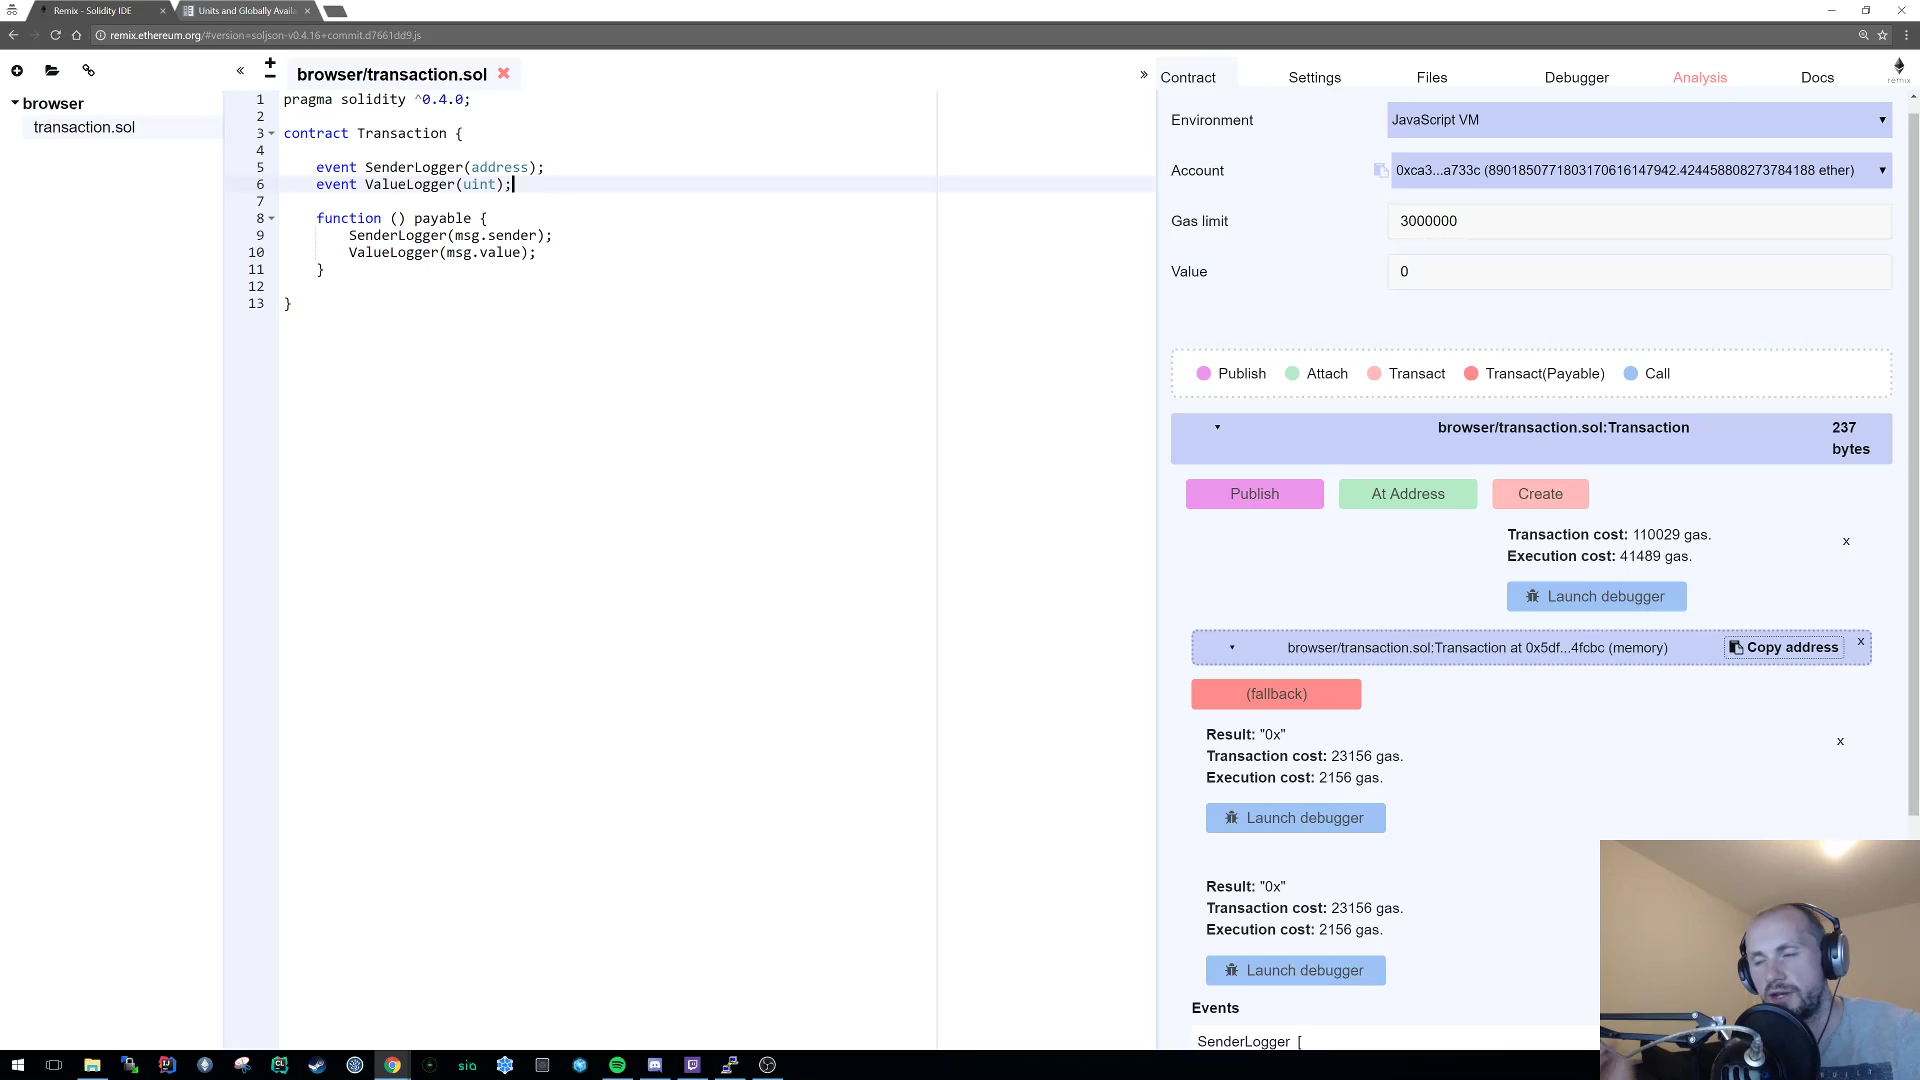 Remix - Solidity IDE
Units and Globally Availa
remix.ethereum.org/#version=soljson-v0.4.16+commit.d7661dd9.js
browser
transaction.sol
browser/transaction.sol
1 pragma solidity ^0.4.0;
2
3 contract Transaction {
4
5 event SenderLogger(address);
6 event ValueLogger(uint);
7
8 function () payable {
9 SenderLogger(msg.sender);
10 ValueLogger(msg.value);
11 }
12
13 }
Contract Settings Files Debugger Analysis Docs
remix
Environment JavaScript VM
Account 0xca3...a733c (8901850771803170616147942.424458808273784188 ether)
Gas limit 3000000
Value 0
Publish Attach Transact Transact(Payable) Call
browser/transaction.sol:Transaction 237
bytes
Publish At Address Create
Transaction cost: 110029 gas.
Execution cost: 41489 gas.
x
Launch debugger
browser/transaction.sol:Transaction at 0x5df...4fcbc (memory) Copy address x
(fallback)
Result: "0x"
Transaction cost: 23156 gas.
Execution cost: 2156 gas.
x
Launch debugger
Result: "0x"
Transaction cost: 23156 gas.
Execution cost: 2156 gas.
Launch debugger
Events
SenderLogger [
sia